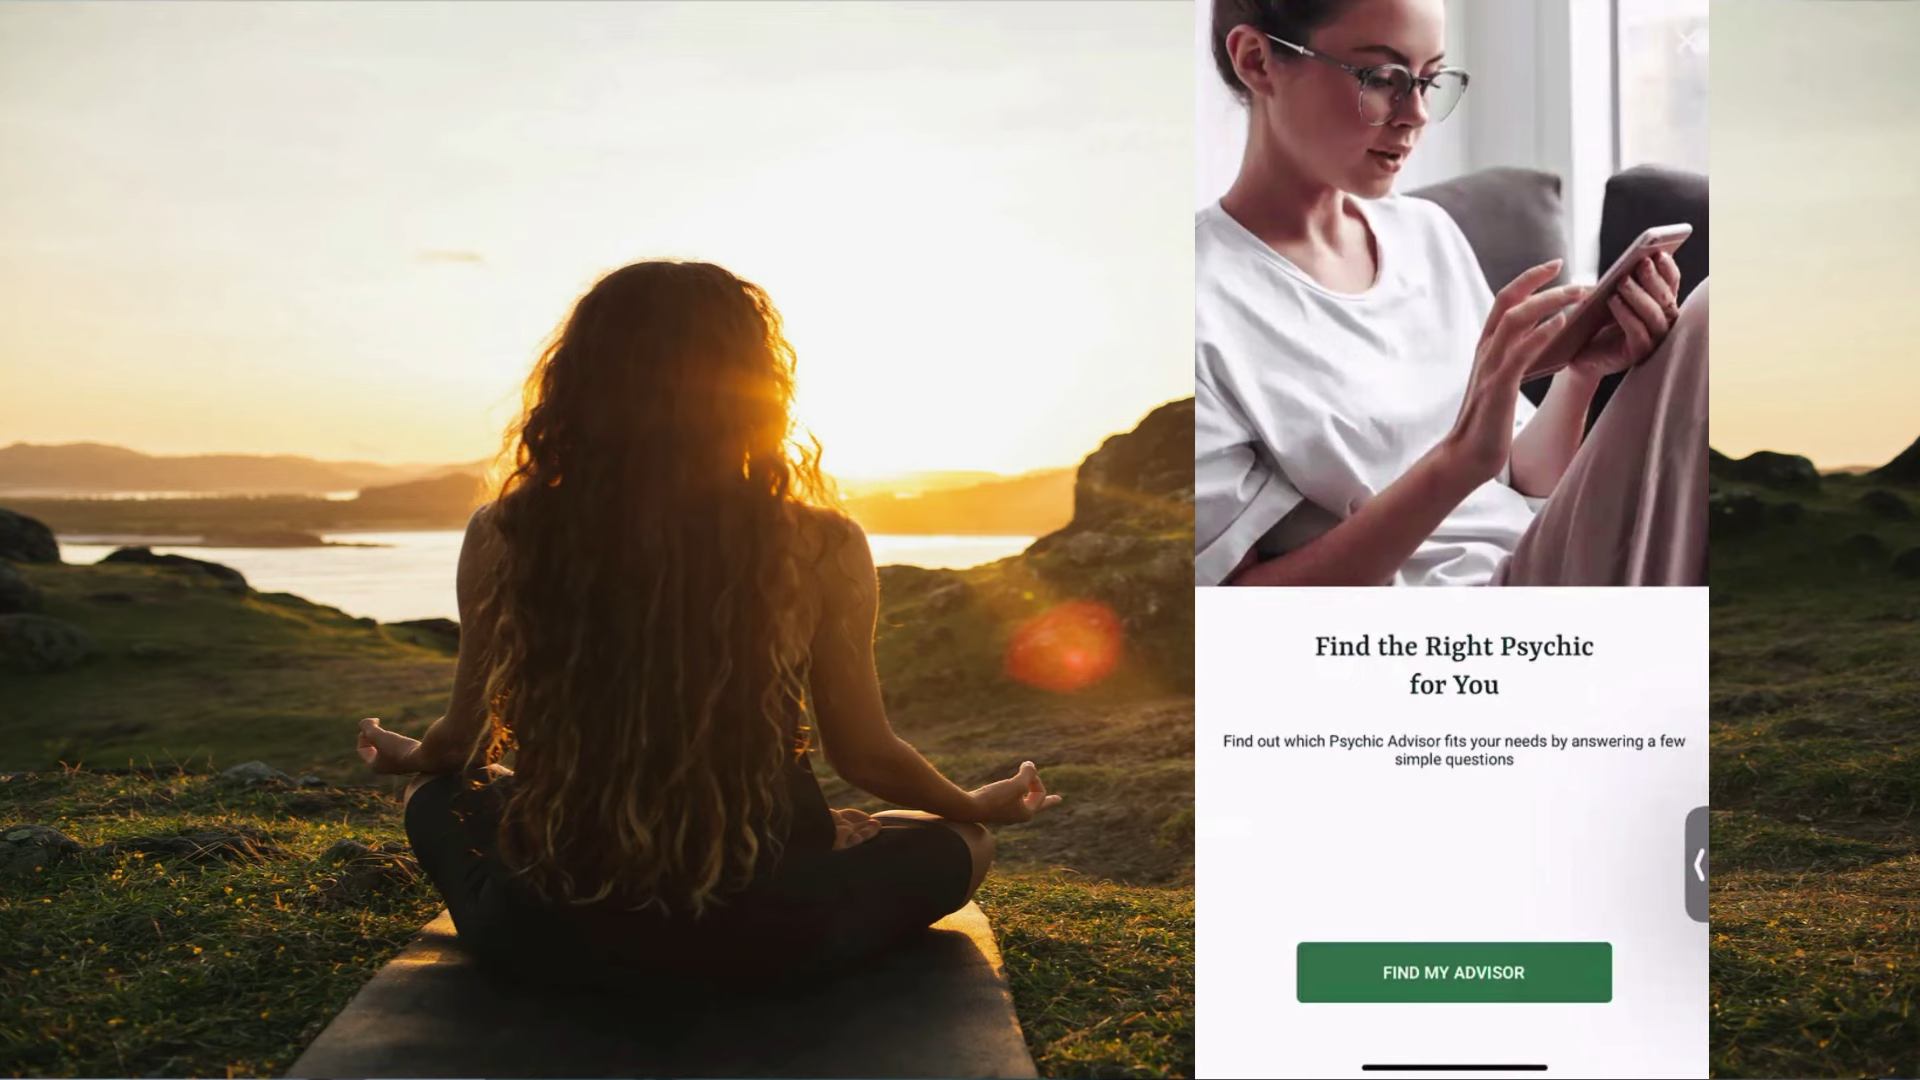 Find the Right Psychic
for You
Find out which Psychic Advisor fits your needs by answering a few
simple questions
FIND MY ADVISOR